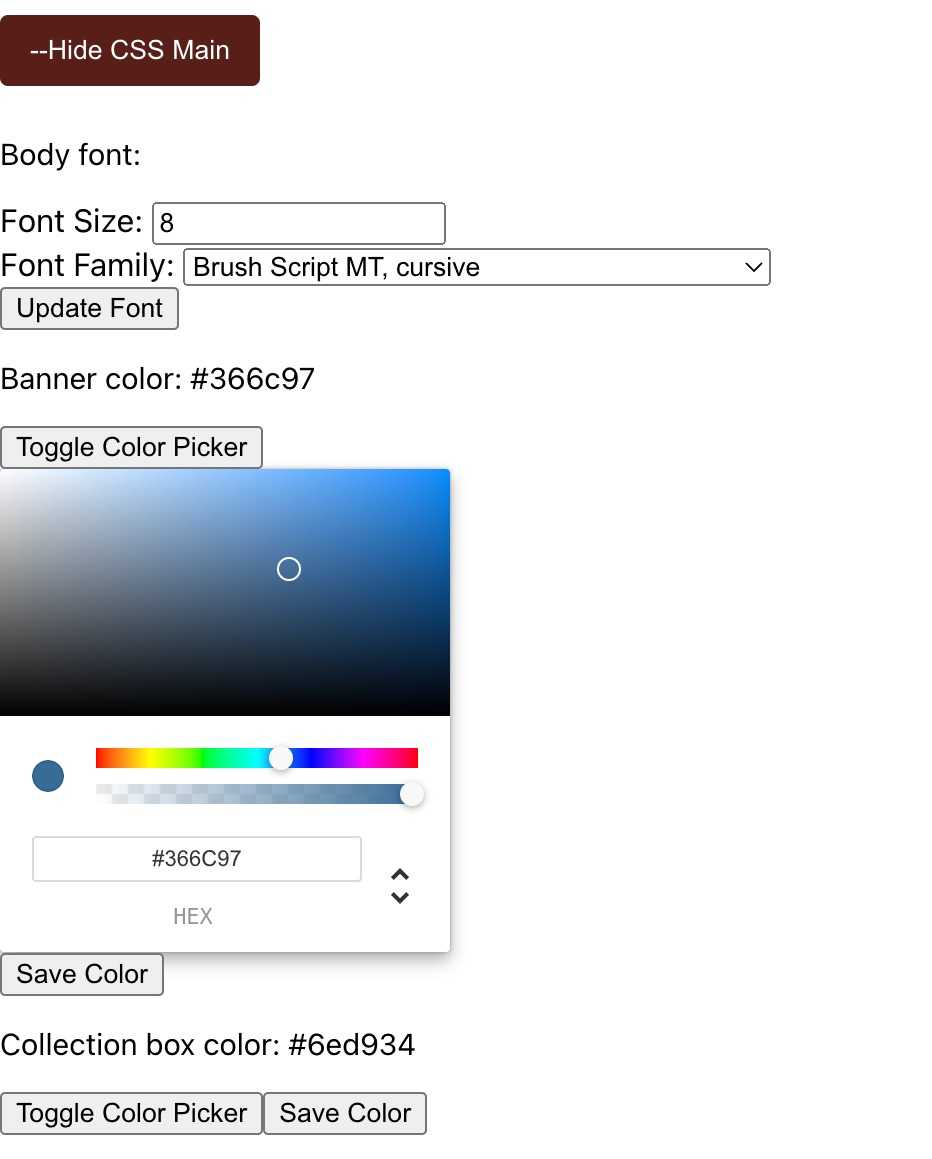 --Hide CSS Main
Body font:
Font Size: 8
Font Family: Brush Script MT, cursive
Update Font
Banner color: #366c97
Toggle Color Picker
#366C97
HEX
Save Color
Collection box color: #6ed934
Toggle Color Picker Save Color